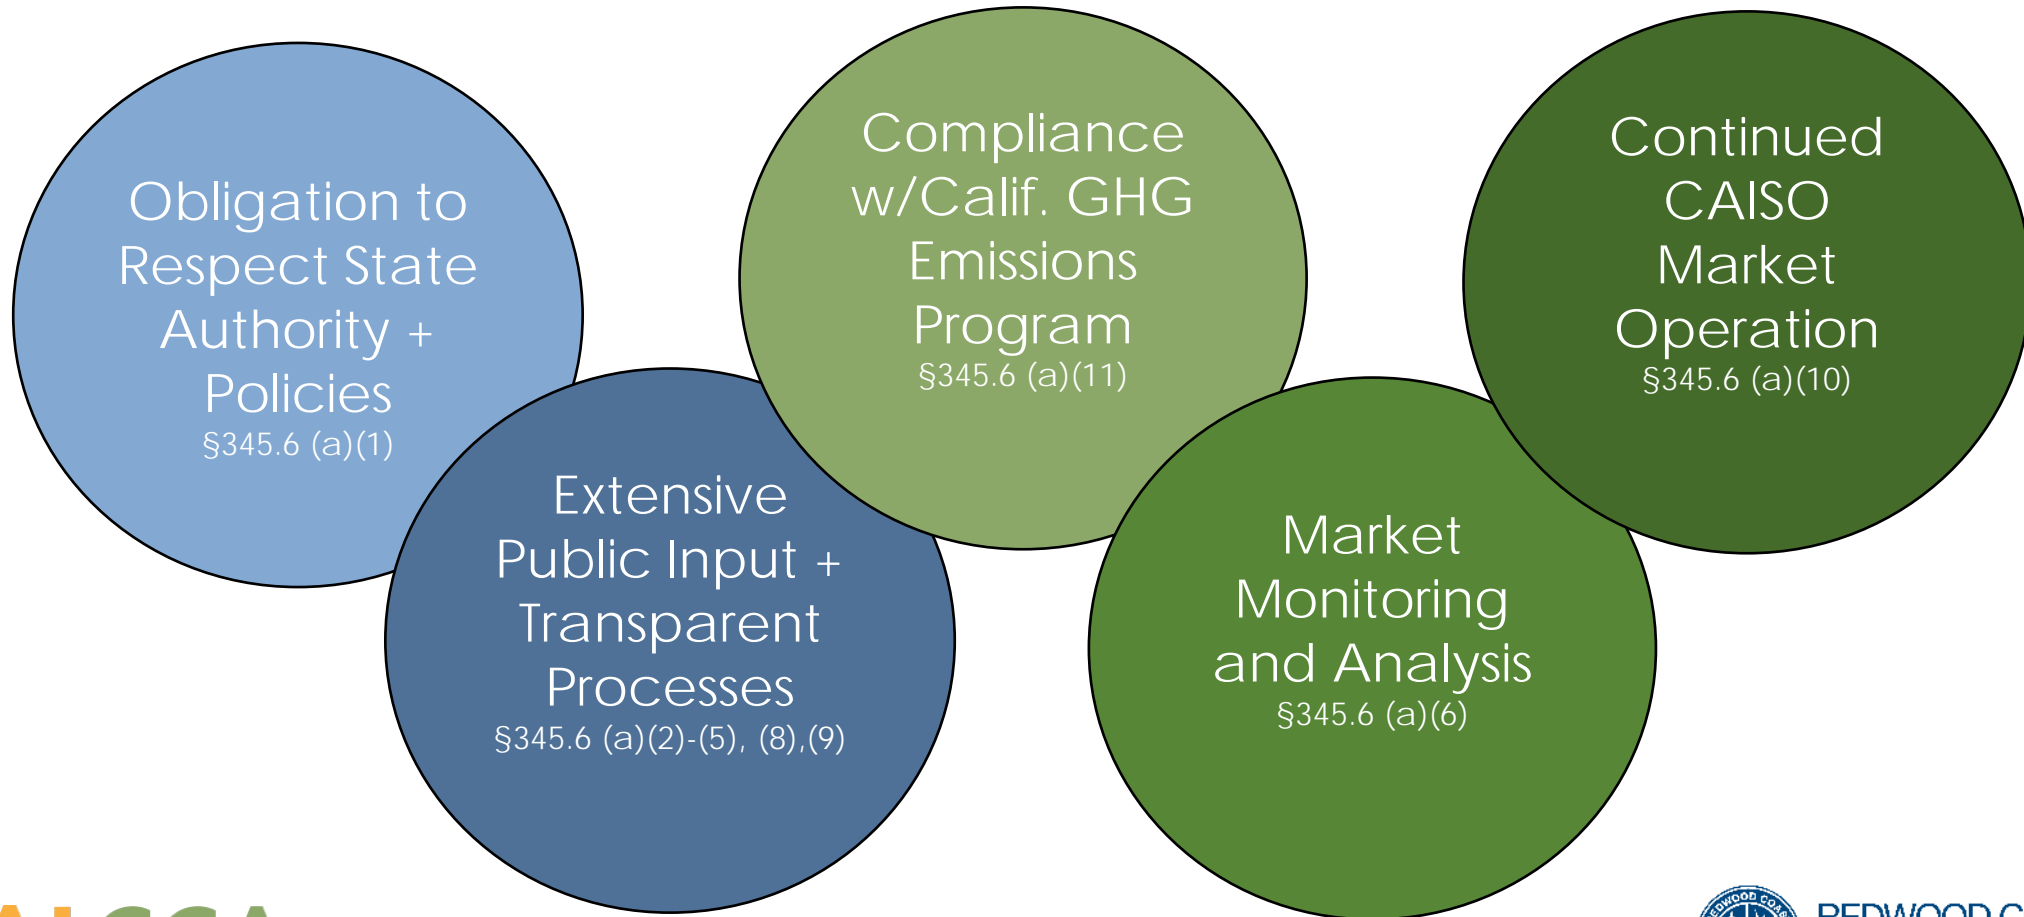 Obligation to
Respect State
Authority +
Policies
§345.6 (a)(1)
Extensive
Public Input +
Transparent
Processes
§345.6 (a)(2)-(5), (8),(9)
Compliance
w/Calif. GHG
Emissions
Program
§345.6 (a)(11)
Market
Monitoring
and Analysis
§345.6 (a)(6)
Continued
CAISO
Market
Operation
§345.6 (a)(10)
REDWOOD C